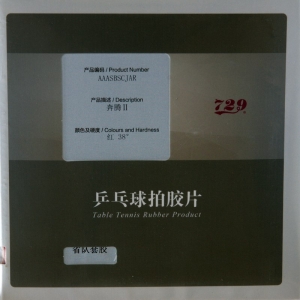 产品编码 / Product Number
AAASBSCJAR
产品描述 / Description
奔腾II
颜色及硬度 / Colours and Hardness
红 38°
729
乒乓球拍胶片
Table Tennis Rubber Product
省队套胶